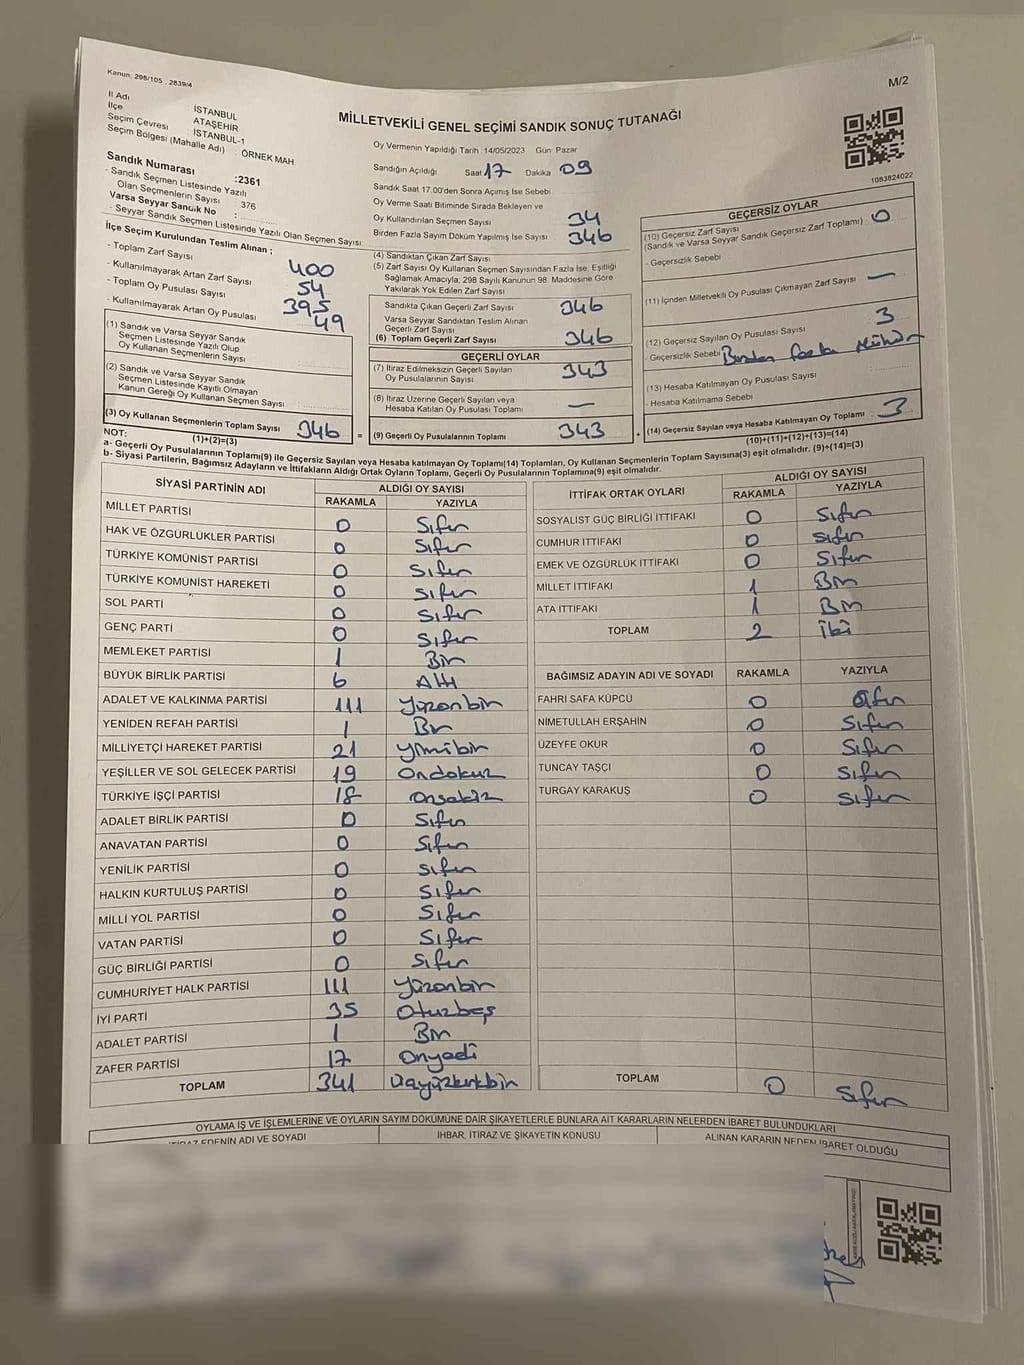 Kanun: 298/105 , 2839/4
M/2
MİLLETVEKİLİ GENEL SEÇİMİ SANDIK SONUÇ TUTANAĞI
İl Adı : İSTANBUL
İlçe : ATAŞEHİR
Seçim Çevresi : İSTANBUL-1
Seçim Bölgesi (Mahalle Adı) : ÖRNEK MAH
Sandık Numarası :2361
- Sandık Seçmen Listesinde Yazılı
Olan Seçmenlerin Sayısı 376
Varsa Seyyar Sandık No :
- Seyyar Sandık Seçmen Listesinde Yazılı Olan Seçmen Sayısı:
İlçe Seçim Kurulundan Teslim Alınan ;
- Toplam Zarf Sayısı 400
- Kullanılmayarak Artan Zarf Sayısı 54
- Toplam Oy Pusulası Sayısı 395
- Kullanılmayarak Artan Oy Pusulası 49
(1) Sandık ve Varsa Seyyar Sandık
Seçmen Listesinde Yazılı Olup
Oy Kullanan Seçmenlerin Sayısı
(2) Sandık ve Varsa Seyyar Sandık
Seçmen Listesinde Kayıtlı Olmayan
Kanun Gereği Oy Kullanan Seçmen Sayısı
(3) Oy Kullanan Seçmenlerin Toplam Sayısı 346
(1)+(2)=(3)
Oy Vermenin Yapıldığı Tarih :14/05/2023 Gün: Pazar
Sandığın Açıldığı Saat 17 Dakika 09
Sandık Saat 17.00'den Sonra Açılmış İse Sebebi
Oy Verme Saati Bitiminde Sırada Bekleyen ve
Oy Kullandırılan Seçmen Sayısı 34
Birden Fazla Sayım Döküm Yapılmış İse Sayısı 346
(4) Sandıktan Çıkan Zarf Sayısı
(5) Zarf Sayısı Oy Kullanan Seçmen Sayısından Fazla İse, Eşitliği
Sağlamak Amacıyla, 298 Sayılı Kanunun 98. Maddesine Göre
Yakılarak Yok Edilen Zarf Sayısı
Sandıkta Çıkan Geçerli Zarf Sayısı 346
Varsa Seyyar Sandıktan Teslim Alınan
Geçerli Zarf Sayısı
(6) Toplam Geçerli Zarf Sayısı 346
GEÇERLİ OYLAR
(7) İtiraz Edilmeksizin Geçerli Sayılan
Oy Pusulalarının Sayısı 343
(8) İtiraz Üzerine Geçerli Sayılan veya
Hesaba Katılan Oy Pusulası Toplamı —
= (9) Geçerli Oy Pusulalarının Toplamı 343
1083824022
GEÇERSİZ OYLAR
(10) Geçersiz Zarf Sayısı
(Sandık ve Varsa Seyyar Sandık Geçersiz Zarf Toplamı) : 0
- Geçersizlik Sebebi
(11) İçinden Milletvekili Oy Pusulası Çıkmayan Zarf Sayısı —
(12) Geçersiz Sayılan Oy Pusulası Sayısı 3
- Geçersizlik Sebebi Birden fazla Mühür
(13) Hesaba Katılmayan Oy Pusulası Sayısı
- Hesaba Katılmama Sebebi
+ (14) Geçersiz Sayılan veya Hesaba Katılmayan Oy Toplamı 3
(10)+(11)+(12)+(13)=(14)
NOT:
a- Geçerli Oy Pusulalarının Toplamı(9) ile Geçersiz Sayılan veya Hesaba katılmayan Oy Toplamı(14) Toplamları, Oy Kullanan Seçmenlerin Toplam Sayısına(3) eşit olmalıdır. (9)+(14)=(3)
b- Siyasi Partilerin, Bağımsız Adayların ve İttifakların Aldığı Ortak Oyların Toplamı, Geçerli Oy Pusulalarının Toplamına(9) eşit olmalıdır.
SİYASİ PARTİNİN ADI ALDIĞI OY SAYISI
RAKAMLA YAZIYLA
MİLLET PARTİSİ 0 Sıfır
HAK VE ÖZGÜRLÜKLER PARTİSİ 0 Sıfır
TÜRKİYE KOMÜNİST PARTİSİ 0 Sıfır
TÜRKİYE KOMÜNİST HAREKETİ 0 Sıfır
SOL PARTİ 0 Sıfır
GENÇ PARTİ 0 Sıfır
MEMLEKET PARTİSİ 1 Bir
BÜYÜK BİRLİK PARTİSİ 6 Altı
ADALET VE KALKINMA PARTİSİ 111 Yüzonbir
YENİDEN REFAH PARTİSİ 1 Bir
MİLLİYETÇİ HAREKET PARTİSİ 21 Yirmibir
YEŞİLLER VE SOL GELECEK PARTİSİ 19 Ondokuz
TÜRKİYE İŞÇİ PARTİSİ 18 Onsekiz
ADALET BİRLİK PARTİSİ 0 Sıfır
ANAVATAN PARTİSİ 0 Sıfır
YENİLİK PARTİSİ 0 Sıfır
HALKIN KURTULUŞ PARTİSİ 0 Sıfır
MİLLİ YOL PARTİSİ 0 Sıfır
VATAN PARTİSİ 0 Sıfır
GÜÇ BİRLİĞİ PARTİSİ 0 Sıfır
CUMHURİYET HALK PARTİSİ 111 Yüzonbir
İYİ PARTİ 35 Otuzbeş
ADALET PARTİSİ 1 Bir
ZAFER PARTİSİ 17 Onyedi
TOPLAM 341 Üçyüzkırkbir
İTTİFAK ORTAK OYLARI ALDIĞI OY SAYISI
RAKAMLA YAZIYLA
SOSYALİST GÜÇ BİRLİĞİ İTTİFAKI 0 Sıfır
CUMHUR İTTİFAKI 0 Sıfır
EMEK VE ÖZGÜRLÜK İTTİFAKI 0 Sıfır
MİLLET İTTİFAKI 1 Bir
ATA İTTİFAKI 1 Bir
TOPLAM 2 İki
BAĞIMSIZ ADAYIN ADI VE SOYADI RAKAMLA YAZIYLA
FAHRİ SAFA KÜPCÜ 0 Sıfır
NİMETULLAH ERŞAHİN 0 Sıfır
ÜZEYFE OKUR 0 Sıfır
TUNCAY TAŞÇI 0 Sıfır
TURGAY KARAKUŞ 0 Sıfır
TOPLAM 0 Sıfır
OYLAMA İŞ VE İŞLEMLERİNE VE OYLARIN SAYIM DÖKÜMÜNE DAİR ŞİKAYETLERLE BUNLARA AİT KARARLARIN NELERDEN İBARET BULUNDUKLARI
İTİRAZ EDENİN ADI VE SOYADI
İHBAR, İTİRAZ VE ŞİKAYETİN KONUSU
ALINAN KARARIN NEDEN İBARET OLDUĞU